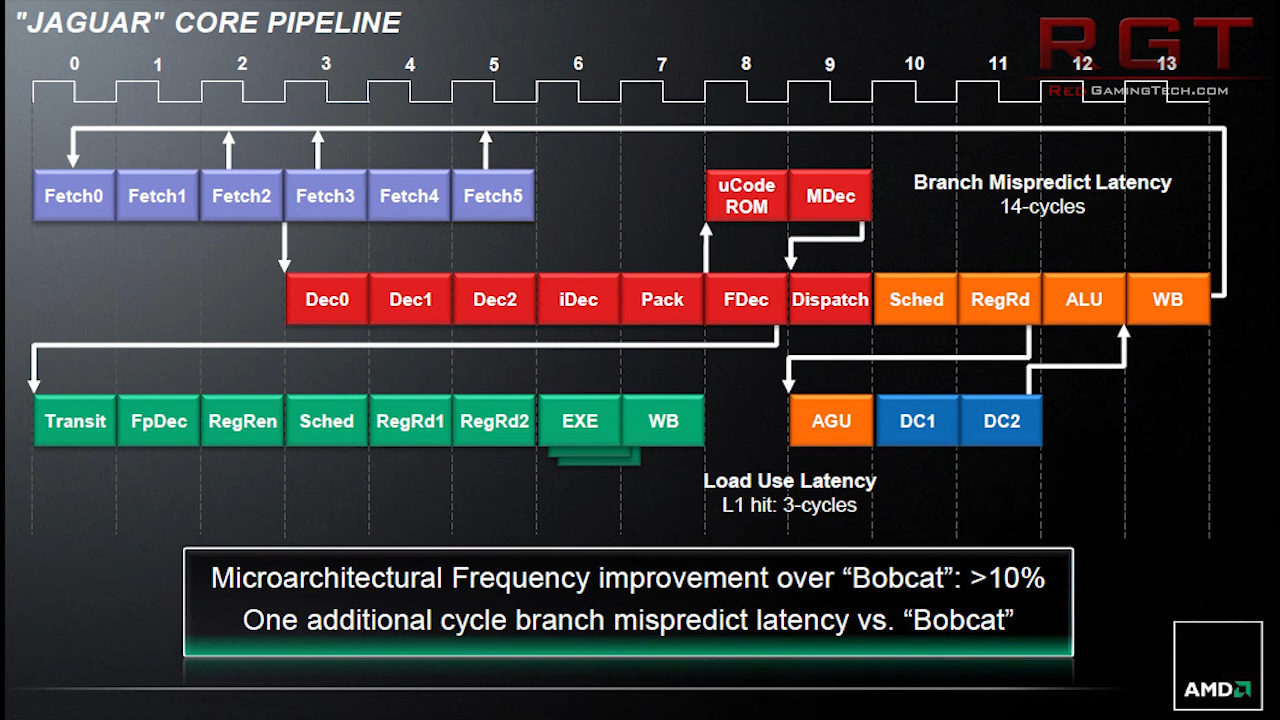 "JAGUAR" CORE PIPELINE
RGT
RedGamingTech.com
0 1 2 3 4 5 6 7 8 9 10 11 12 13
Fetch0 Fetch1 Fetch2 Fetch3 Fetch4 Fetch5
uCode
ROM
MDec
Branch Mispredict Latency
14-cycles
Dec0 Dec1 Dec2 iDec Pack FDec Dispatch Sched RegRd ALU WB
Transit FpDec RegRen Sched RegRd1 RegRd2 EXE WB
AGU DC1 DC2
Load Use Latency
L1 hit: 3-cycles
Microarchitectural Frequency improvement over “Bobcat”: >10%
One additional cycle branch mispredict latency vs. “Bobcat”
AMD